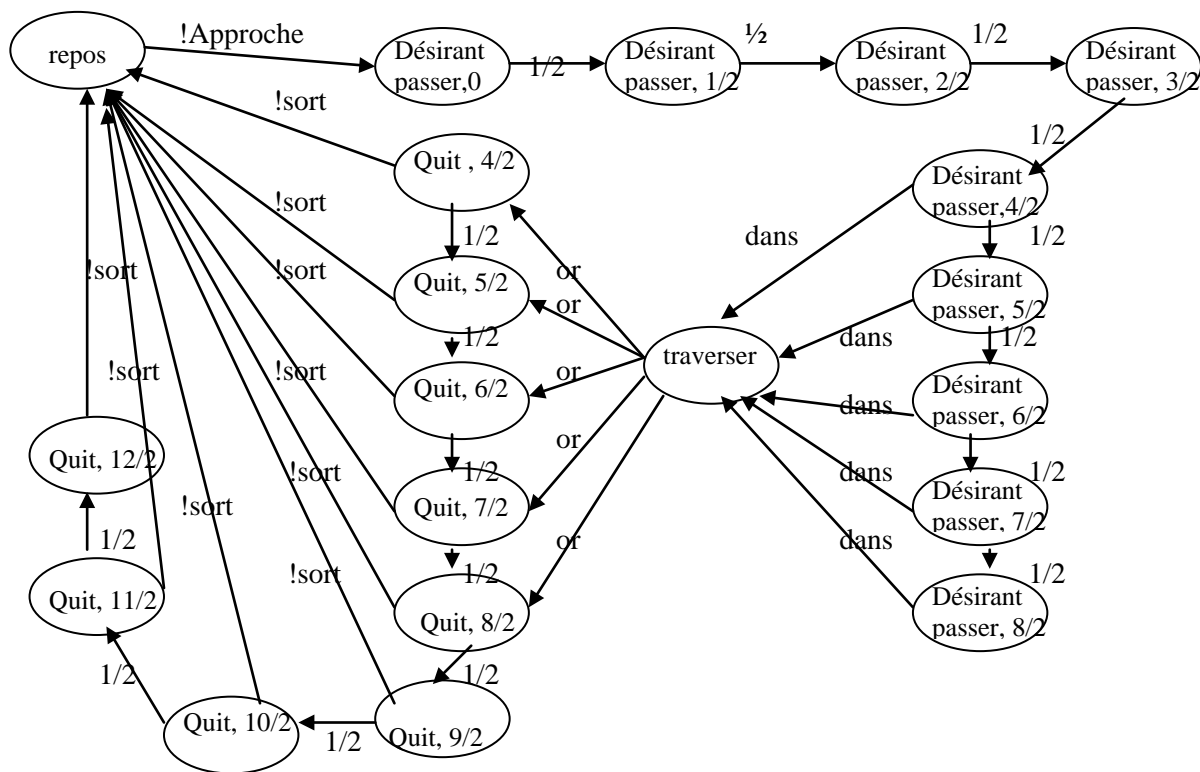 !Approche
½
1/2
repos
Désirant
passer,0
1/2
Désirant
passer, 1/2
Désirant
passer, 2/2
Désirant
passer, 3/2
!sort
1/2
Quit , 4/2
Désirant
passer,4/2
!sort
1/2
dans
1/2
!sort
!sort
or
Quit, 5/2
or
Désirant
passer, 5/2
1/2
dans
1/2
traverser
!sort
!sort
Quit, 6/2
or
Désirant
passer, 6/2
dans
or
Quit, 12/2
!sort
1/2
dans
1/2
Quit, 7/2
Désirant
passer, 7/2
!sort
1/2
or
dans
!sort
1/2
1/2
Quit, 11/2
Quit, 8/2
Désirant
passer, 8/2
1/2
1/2
Quit, 10/2
1/2
Quit, 9/2